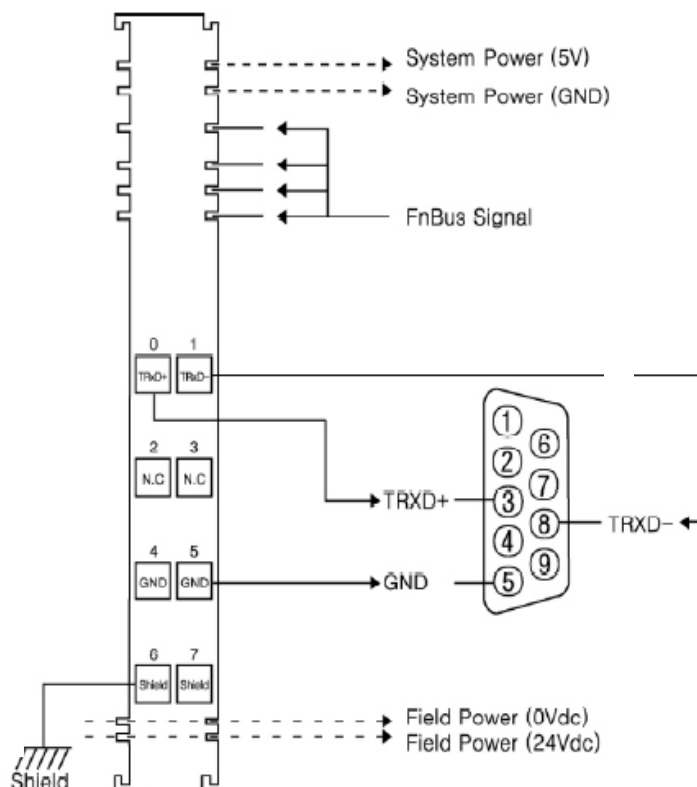 System Power (5V)
System Power (GND)
FnBus Signal
0 1
TRxD+ TRxD-
2 3
N.C N.C
TRXD+
TRXD-
1
6
2
7
3
8
4
9
5
4 5
GND GND
GND
6 7
Shield Shield
Field Power (0Vdc)
Field Power (24Vdc)
Shield